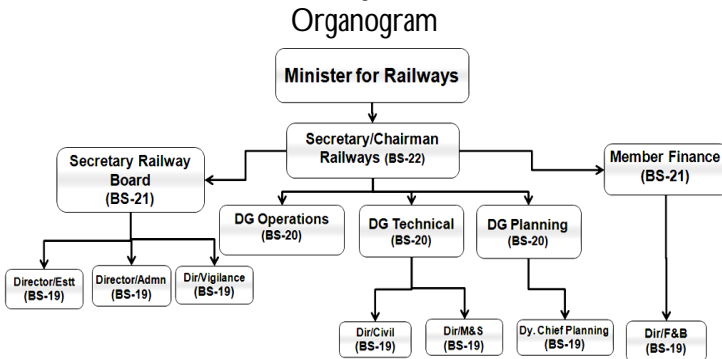 Organogram
Minister for Railways
Secretary/Chairman
Railways (BS-22)
Secretary Railway
Board
(BS-21)
Member Finance
(BS-21)
DG Operations
(BS-20)
DG Technical
(BS-20)
DG Planning
(BS-20)
Director/Estt
(BS-19)
Director/Admn
(BS-19)
Dir/Vigilance
(BS-19)
Dir/Civil
(BS-19)
Dir/M&S
(BS-19)
Dy. Chief Planning
(BS-19)
Dir/F&B
(BS-19)